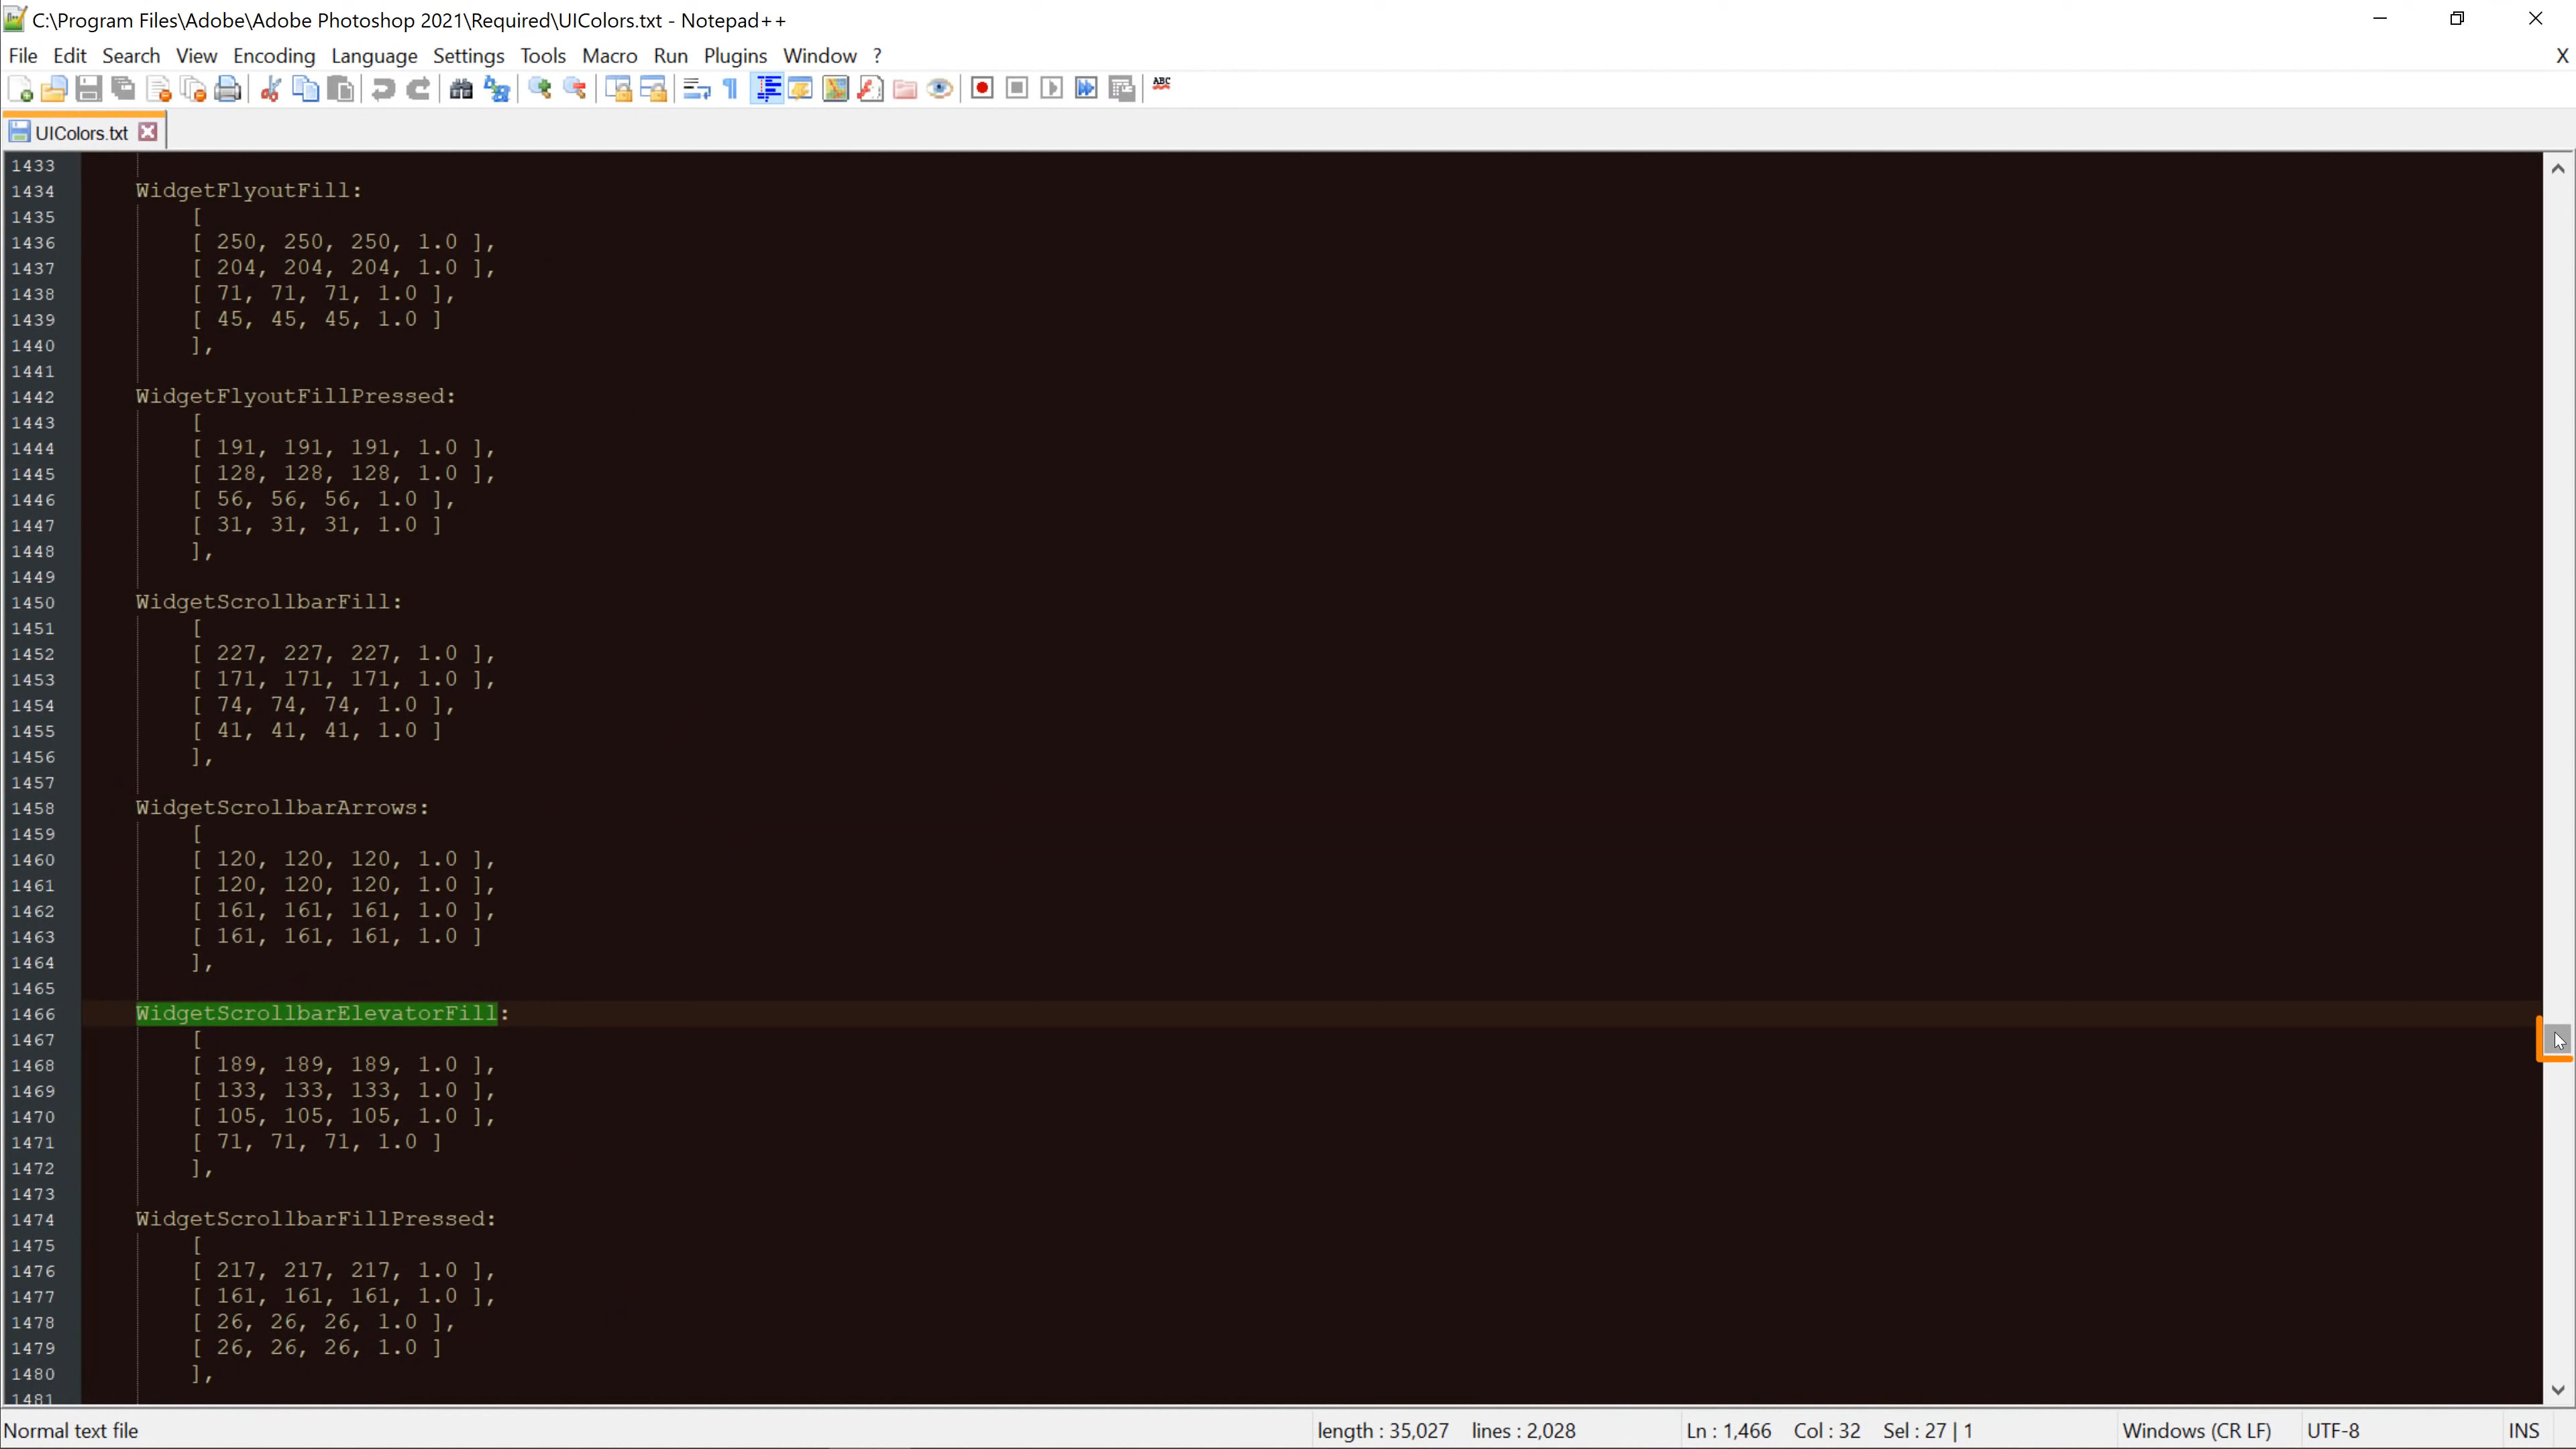 C:\Program Files\Adobe\Adobe Photoshop 2021\Required\UIColors.txt - Notepad++
File Edit Search View Encoding Language Settings Tools Macro Run Plugins Window ? X
ABC
UIColors.txt
1433
1434 WidgetFlyoutFill:
1435 [
1436 [ 250, 250, 250, 1.0 ],
1437 [ 204, 204, 204, 1.0 ],
1438 [ 71, 71, 71, 1.0 ],
1439 [ 45, 45, 45, 1.0 ]
1440 ],
1441
1442 WidgetFlyoutFillPressed:
1443 [
1444 [ 191, 191, 191, 1.0 ],
1445 [ 128, 128, 128, 1.0 ],
1446 [ 56, 56, 56, 1.0 ],
1447 [ 31, 31, 31, 1.0 ]
1448 ],
1449
1450 WidgetScrollbarFill:
1451 [
1452 [ 227, 227, 227, 1.0 ],
1453 [ 171, 171, 171, 1.0 ],
1454 [ 74, 74, 74, 1.0 ],
1455 [ 41, 41, 41, 1.0 ]
1456 ],
1457
1458 WidgetScrollbarArrows:
1459 [
1460 [ 120, 120, 120, 1.0 ],
1461 [ 120, 120, 120, 1.0 ],
1462 [ 161, 161, 161, 1.0 ],
1463 [ 161, 161, 161, 1.0 ]
1464 ],
1465
1466 WidgetScrollbarElevatorFill:
1467 [
1468 [ 189, 189, 189, 1.0 ],
1469 [ 133, 133, 133, 1.0 ],
1470 [ 105, 105, 105, 1.0 ],
1471 [ 71, 71, 71, 1.0 ]
1472 ],
1473
1474 WidgetScrollbarFillPressed:
1475 [
1476 [ 217, 217, 217, 1.0 ],
1477 [ 161, 161, 161, 1.0 ],
1478 [ 26, 26, 26, 1.0 ],
1479 [ 26, 26, 26, 1.0 ]
1480 ],
1481
Normal text file length : 35,027 lines : 2,028 Ln : 1,466 Col : 32 Sel : 27 | 1 Windows (CR LF) UTF-8 INS